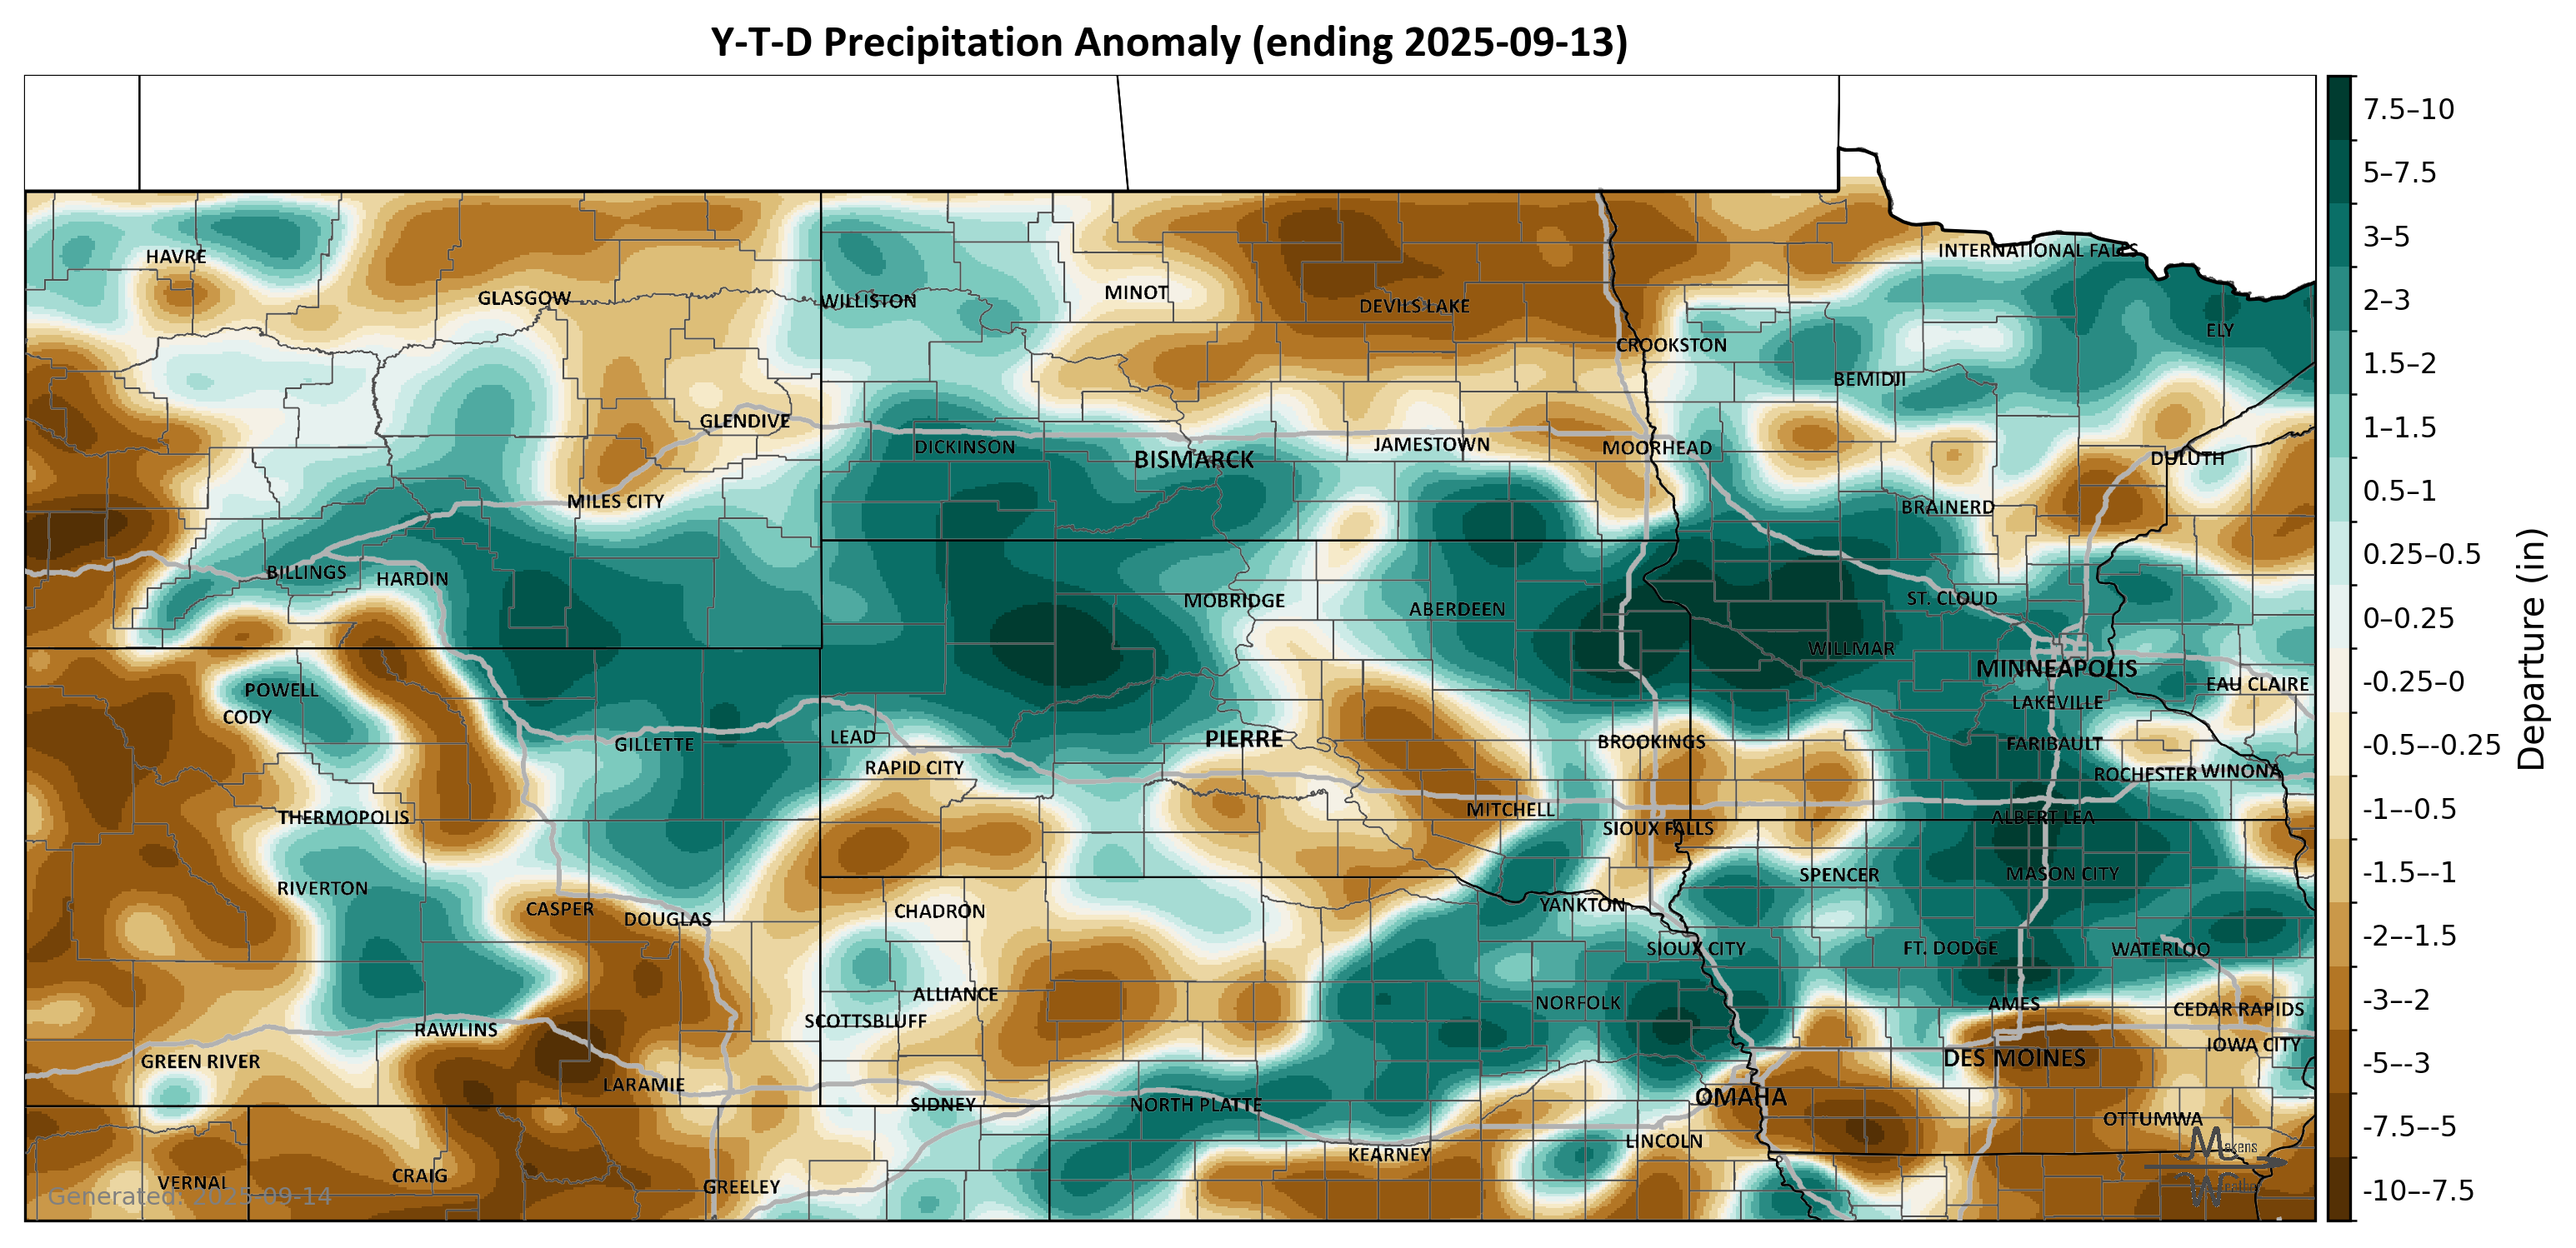 Y-T-D Precipitation Anomaly (ending 2025-09-13)
7.5–10
5–7.5
3–5
2–3
1.5–2
1–1.5
0.5–1
0.25–0.5
0–0.25
-0.25–0
-0.5–-0.25
-1–-0.5
-1.5–-1
-2–-1.5
-3–-2
-5–-3
-7.5–-5
-10–-7.5
Departure (in)
HAVRE
INTERNATIONAL FALLS
GLASGOW
WILLISTON
MINOT
DEVILS LAKE
ELY
CROOKSTON
BEMIDJI
GLENDIVE
DICKINSON
BISMARCK
JAMESTOWN
MOORHEAD
DULUTH
MILES CITY
BRAINERD
BILLINGS
HARDIN
MOBRIDGE
ABERDEEN
ST. CLOUD
WILLMAR
MINNEAPOLIS
POWELL
EAU CLAIRE
CODY
LAKEVILLE
GILLETTE
LEAD
PIERRE
BROOKINGS
FARIBAULT
RAPID CITY
ROCHESTER
WINONA
THERMOPOLIS
MITCHELL
ALBERT LEA
SIOUX FALLS
RIVERTON
SPENCER
MASON CITY
CASPER
DOUGLAS
CHADRON
YANKTON
SIOUX CITY
FT. DODGE
WATERLOO
ALLIANCE
NORFOLK
AMES
CEDAR RAPIDS
SCOTTSBLUFF
RAWLINS
IOWA CITY
GREEN RIVER
DES MOINES
LARAMIE
SIDNEY
NORTH PLATTE
OMAHA
OTTUMWA
LINCOLN
KEARNEY
Makens
Weather
VERNAL
CRAIG
GREELEY
Generated: 2025-09-14